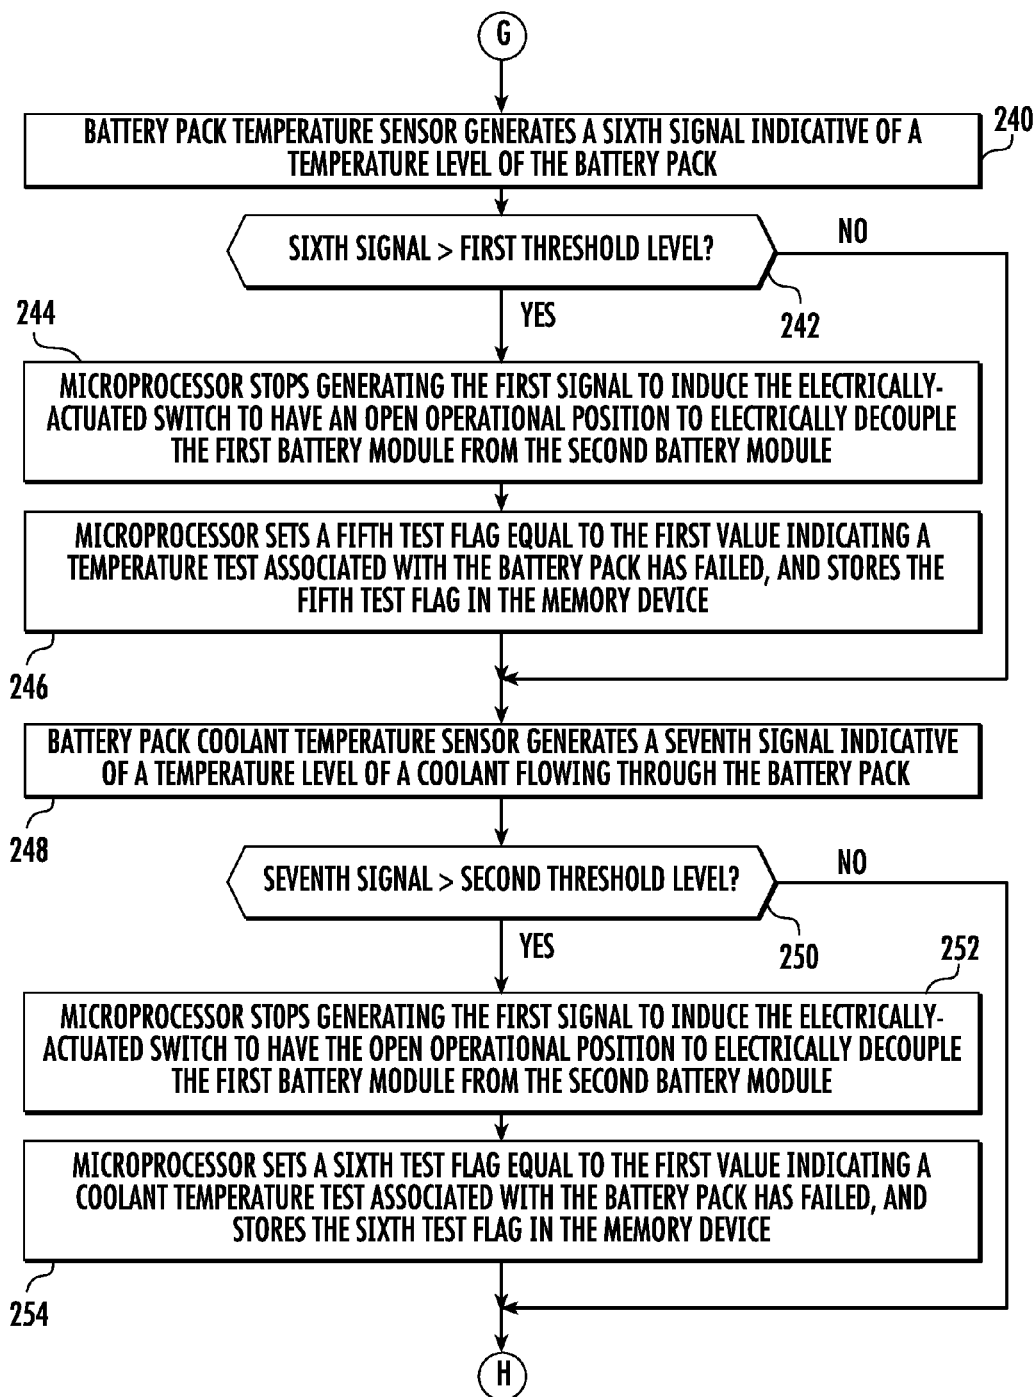 G
BATTERY PACK TEMPERATURE SENSOR GENERATES A SIXTH SIGNAL INDICATIVE OF A
TEMPERATURE LEVEL OF THE BATTERY PACK
240
SIXTH SIGNAL > FIRST THRESHOLD LEVEL?
NO
242
YES
244
MICROPROCESSOR STOPS GENERATING THE FIRST SIGNAL TO INDUCE THE ELECTRICALLY-
ACTUATED SWITCH TO HAVE AN OPEN OPERATIONAL POSITION TO ELECTRICALLY DECOUPLE
THE FIRST BATTERY MODULE FROM THE SECOND BATTERY MODULE
MICROPROCESSOR SETS A FIFTH TEST FLAG EQUAL TO THE FIRST VALUE INDICATING A
TEMPERATURE TEST ASSOCIATED WITH THE BATTERY PACK HAS FAILED, AND STORES THE
FIFTH TEST FLAG IN THE MEMORY DEVICE
246
BATTERY PACK COOLANT TEMPERATURE SENSOR GENERATES A SEVENTH SIGNAL INDICATIVE
OF A TEMPERATURE LEVEL OF A COOLANT FLOWING THROUGH THE BATTERY PACK
248
SEVENTH SIGNAL > SECOND THRESHOLD LEVEL?
NO
250
YES
252
MICROPROCESSOR STOPS GENERATING THE FIRST SIGNAL TO INDUCE THE ELECTRICALLY-
ACTUATED SWITCH TO HAVE THE OPEN OPERATIONAL POSITION TO ELECTRICALLY DECOUPLE
THE FIRST BATTERY MODULE FROM THE SECOND BATTERY MODULE
MICROPROCESSOR SETS A SIXTH TEST FLAG EQUAL TO THE FIRST VALUE INDICATING A
COOLANT TEMPERATURE TEST ASSOCIATED WITH THE BATTERY PACK HAS FAILED, AND
STORES THE SIXTH TEST FLAG IN THE MEMORY DEVICE
254
H